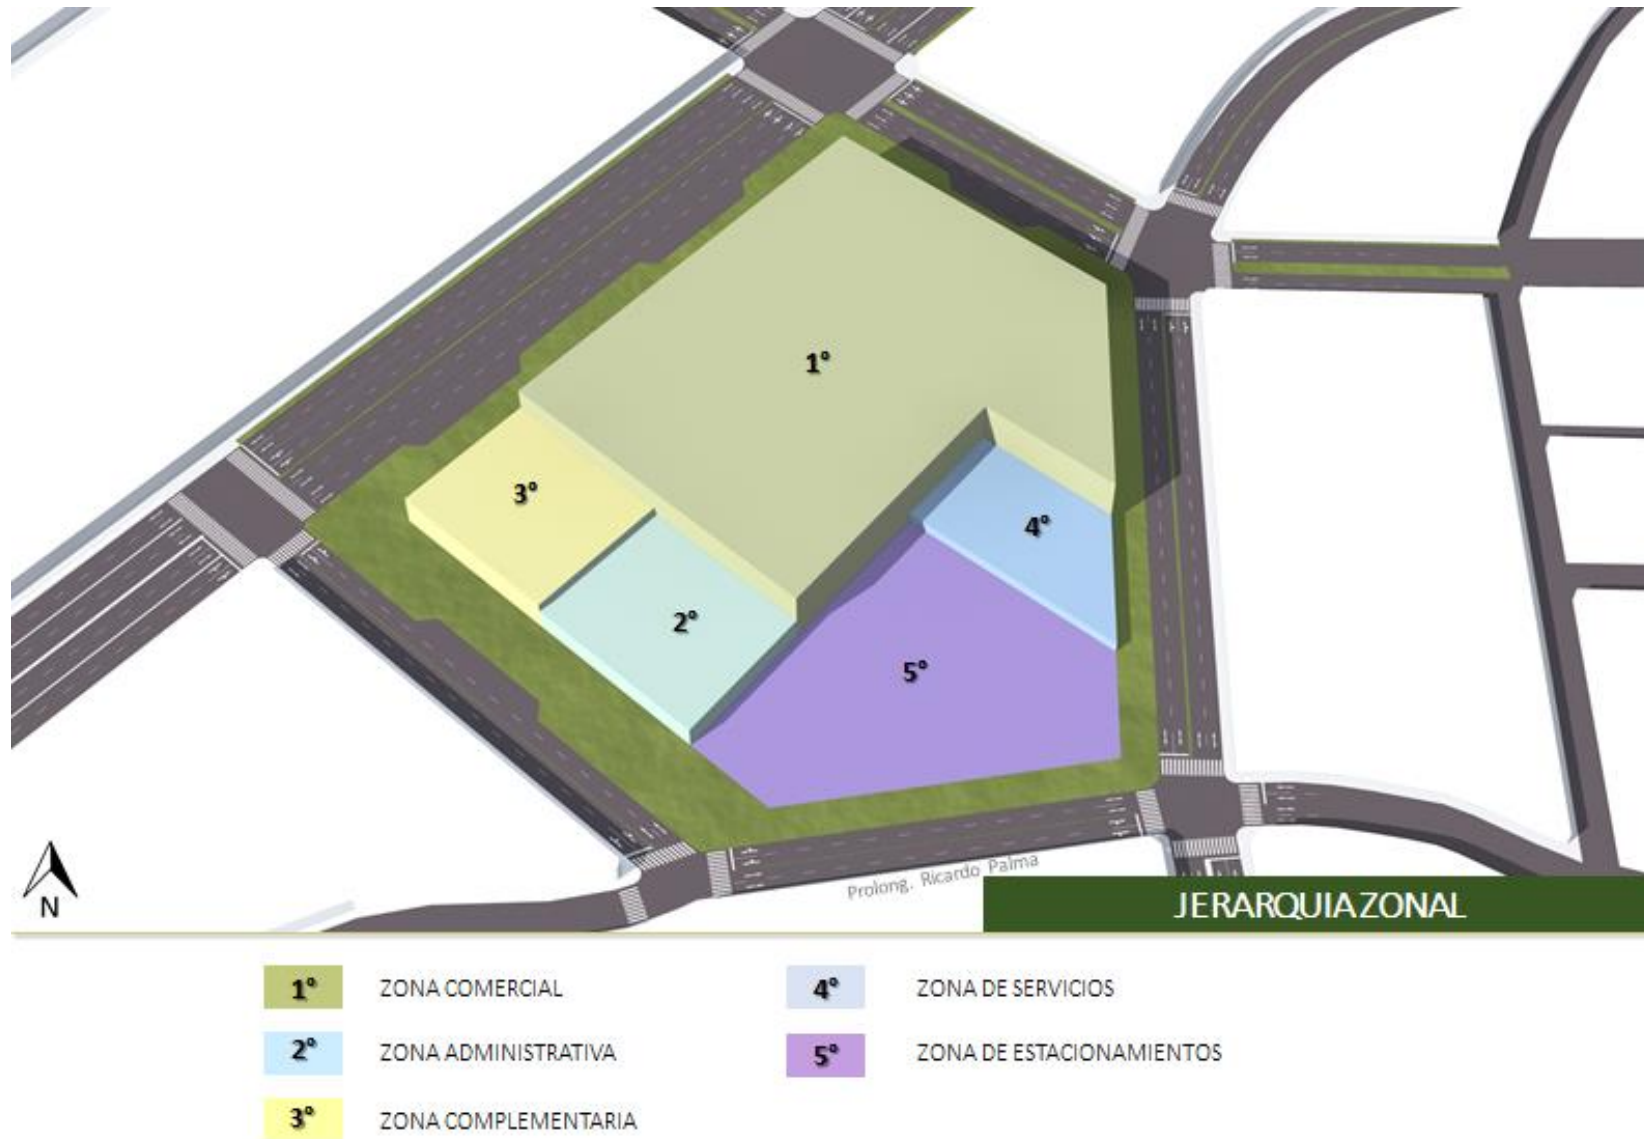 1°
3°
4°
2°
5°
Prolong. Ricardo Palma
N
JERARQUIA ZONAL
1° ZONA COMERCIAL
4° ZONA DE SERVICIOS
2° ZONA ADMINISTRATIVA
5° ZONA DE ESTACIONAMIENTOS
3° ZONA COMPLEMENTARIA